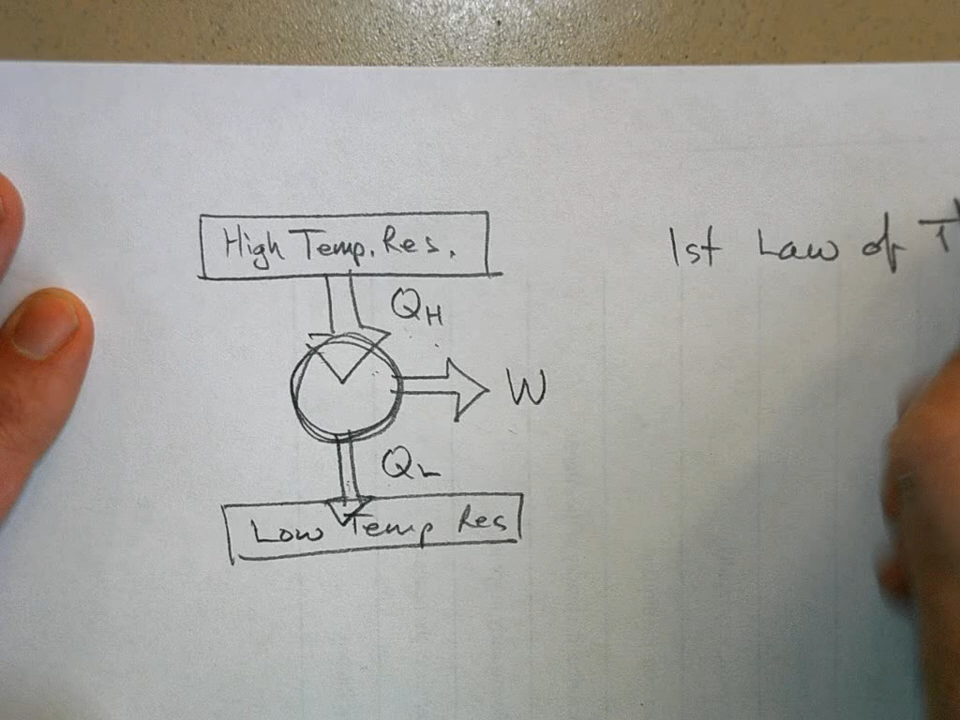 High Temp. Res.
1st Law of
QH
W
QL
Low Temp Res